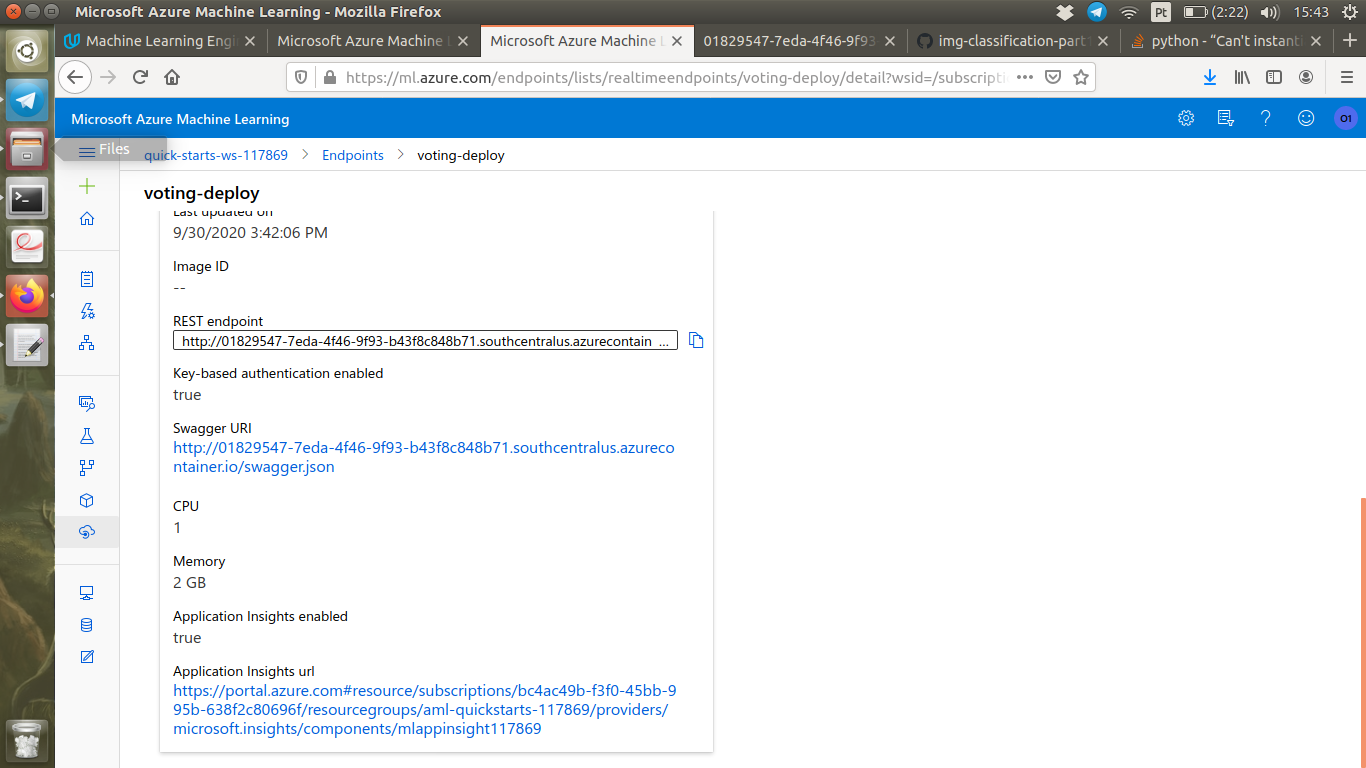 Microsoft Azure Machine Learning - Mozilla Firefox
Pt
(2:22)
15:43
Machine Learning Engi
Microsoft Azure Machine L
Microsoft Azure Machine L
01829547-7eda-4f46-9f93
img-classification-part1
python - “Can't instanti
https://ml.azure.com/endpoints/lists/realtimeendpoints/voting-deploy/detail?wsid=/subscripti
Microsoft Azure Machine Learning
O1
Files
quick-starts-ws-117869 > Endpoints > voting-deploy
voting-deploy
Last updated on
9/30/2020 3:42:06 PM
Image ID
--
REST endpoint
http://01829547-7eda-4f46-9f93-b43f8c848b71.southcentralus.azurecontain ...
Key-based authentication enabled
true
Swagger URI
http://01829547-7eda-4f46-9f93-b43f8c848b71.southcentralus.azureco
ntainer.io/swagger.json
CPU
1
Memory
2 GB
Application Insights enabled
true
Application Insights url
https://portal.azure.com#resource/subscriptions/bc4ac49b-f3f0-45bb-9
95b-638f2c80696f/resourcegroups/aml-quickstarts-117869/providers/
microsoft.insights/components/mlappinsight117869